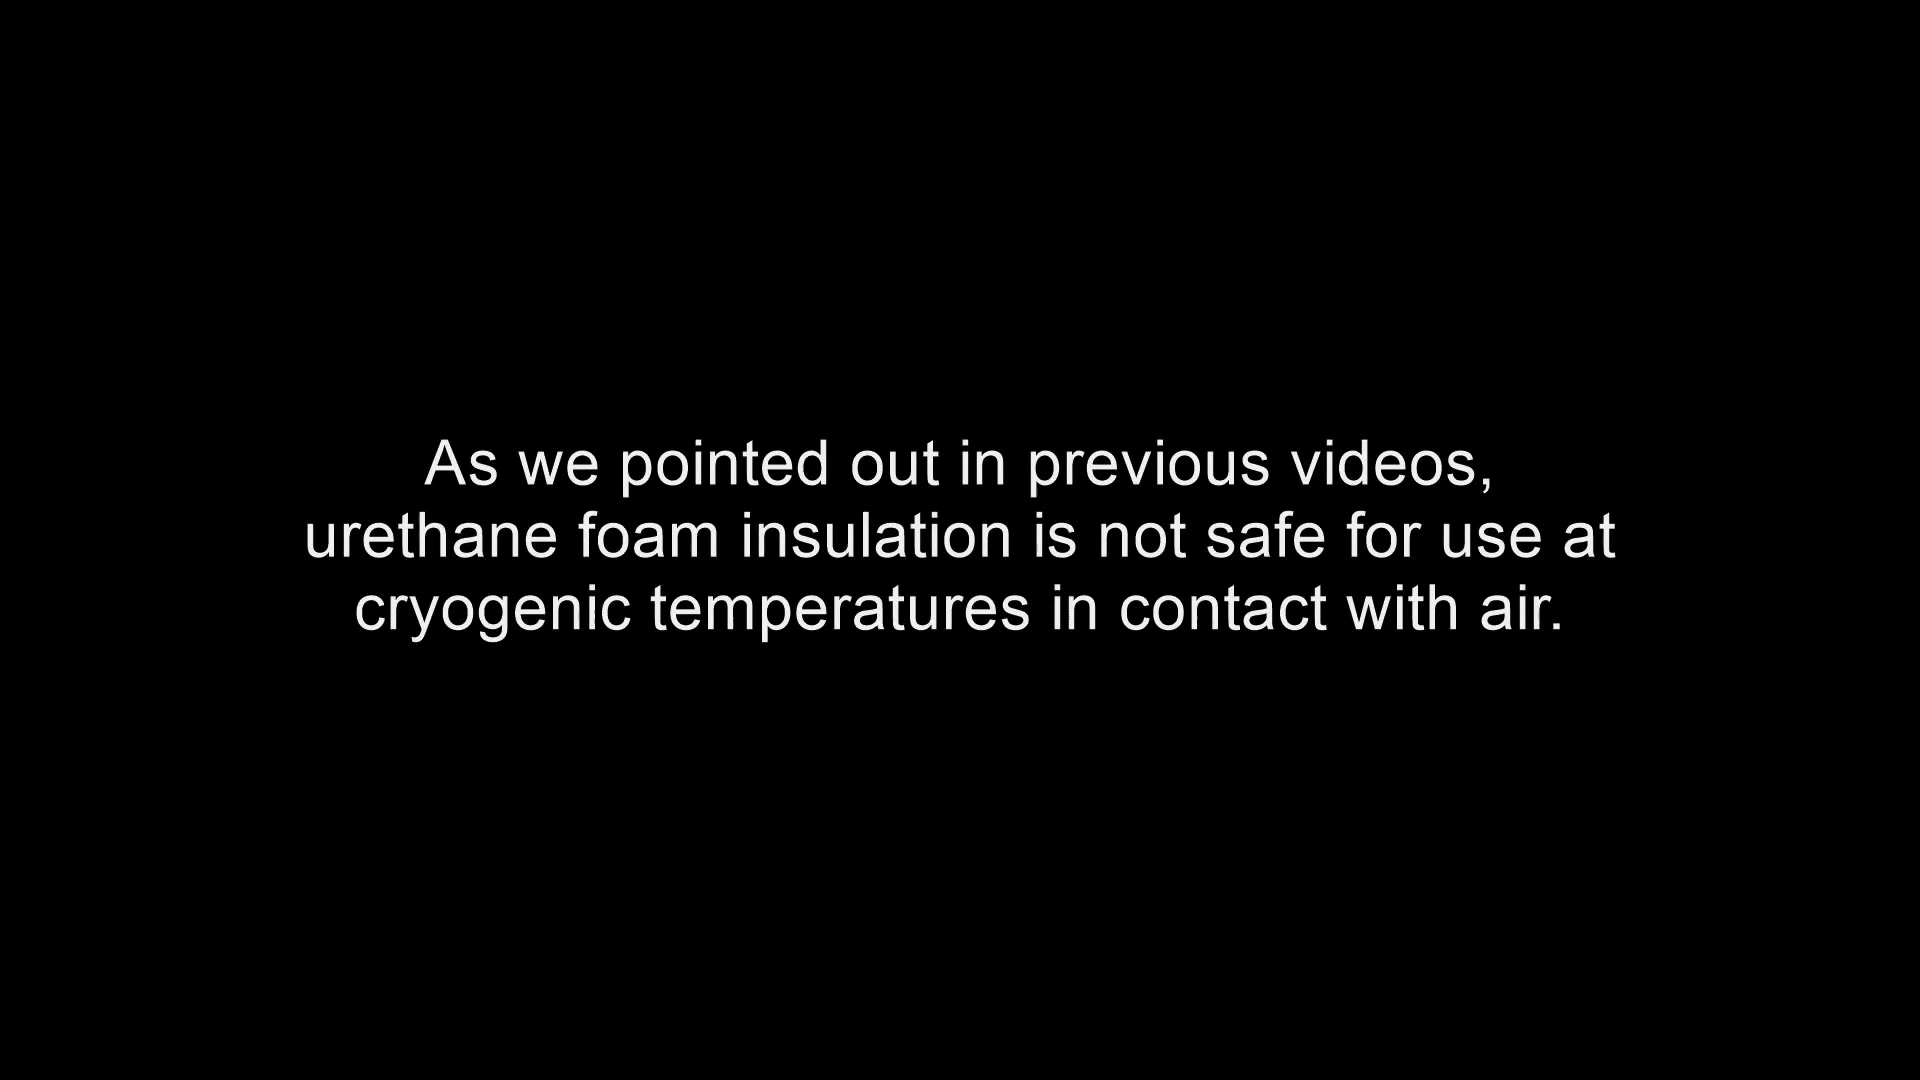 As we pointed out in previous videos,
urethane foam insulation is not safe for use at
cryogenic temperatures in contact with air.